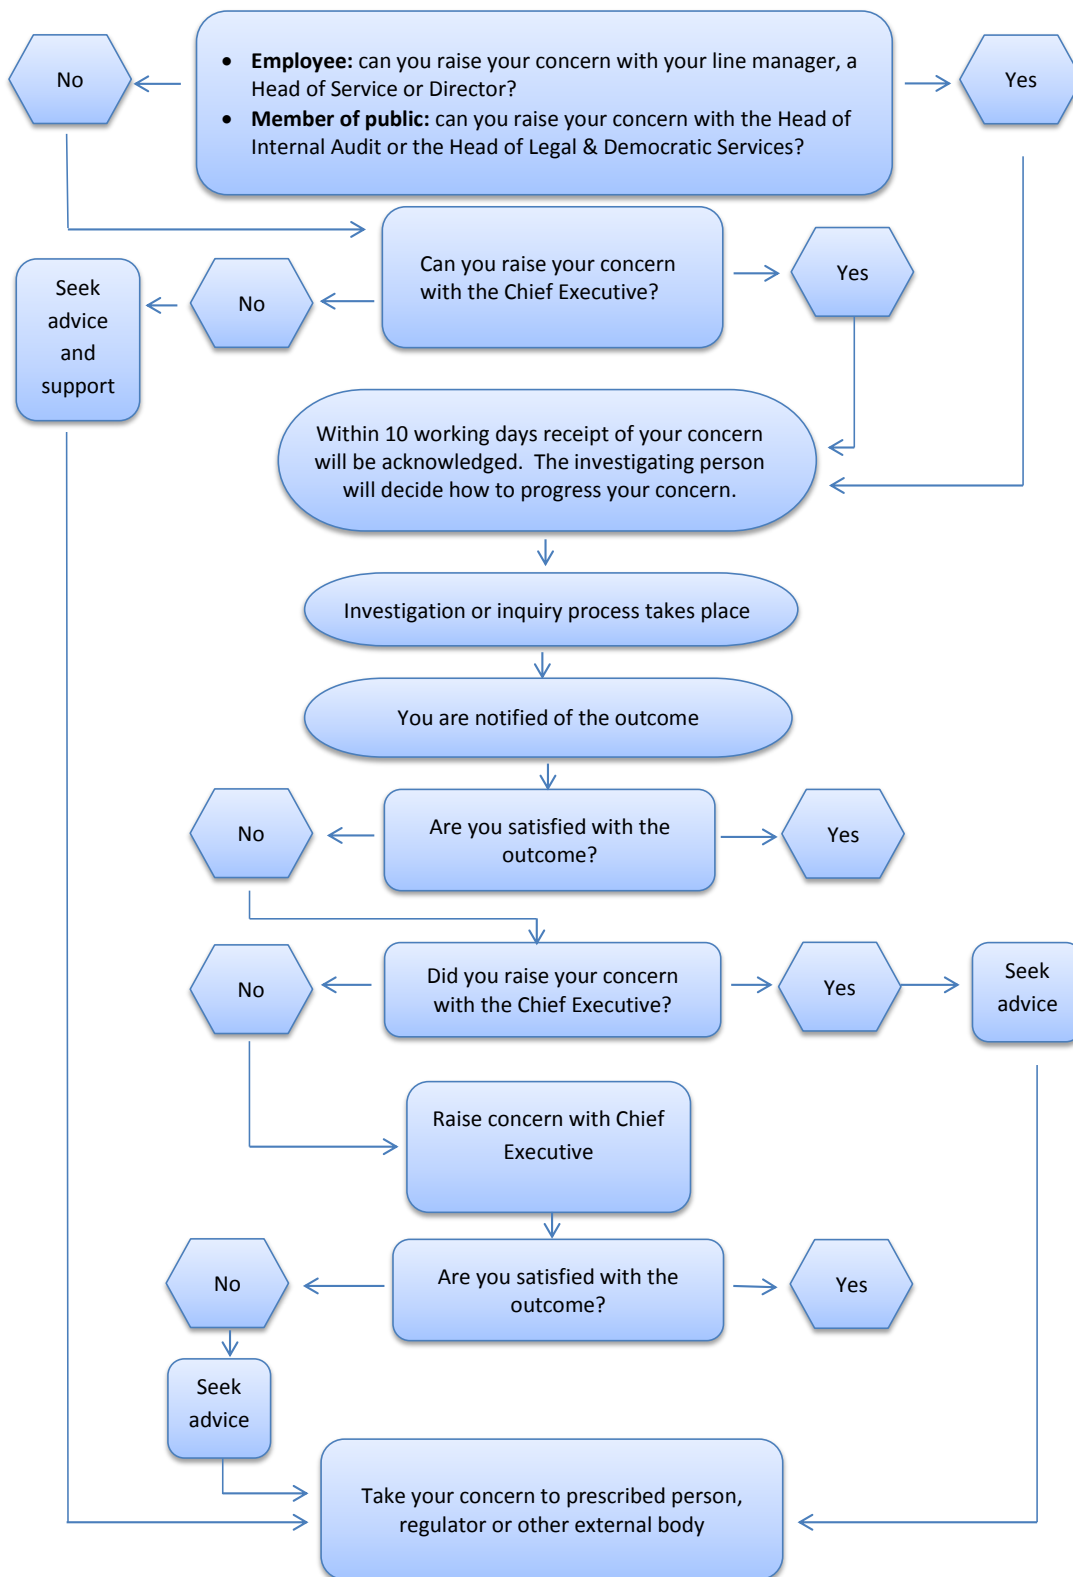 No
• Employee: can you raise your concern with your line manager, a
Head of Service or Director?
• Member of public: can you raise your concern with the Head of
Internal Audit or the Head of Legal & Democratic Services?
Yes
Can you raise your concern
with the Chief Executive?
Yes
No
Seek
advice
and
support
Within 10 working days receipt of your concern
will be acknowledged.  The investigating person
will decide how to progress your concern.
Investigation or inquiry process takes place
You are notified of the outcome
No
Are you satisfied with the
outcome?
Yes
No
Did you raise your concern
with the Chief Executive?
Yes
Seek
advice
Raise concern with Chief
Executive
No
Are you satisfied with the
outcome?
Yes
Seek
advice
Take your concern to prescribed person,
regulator or other external body